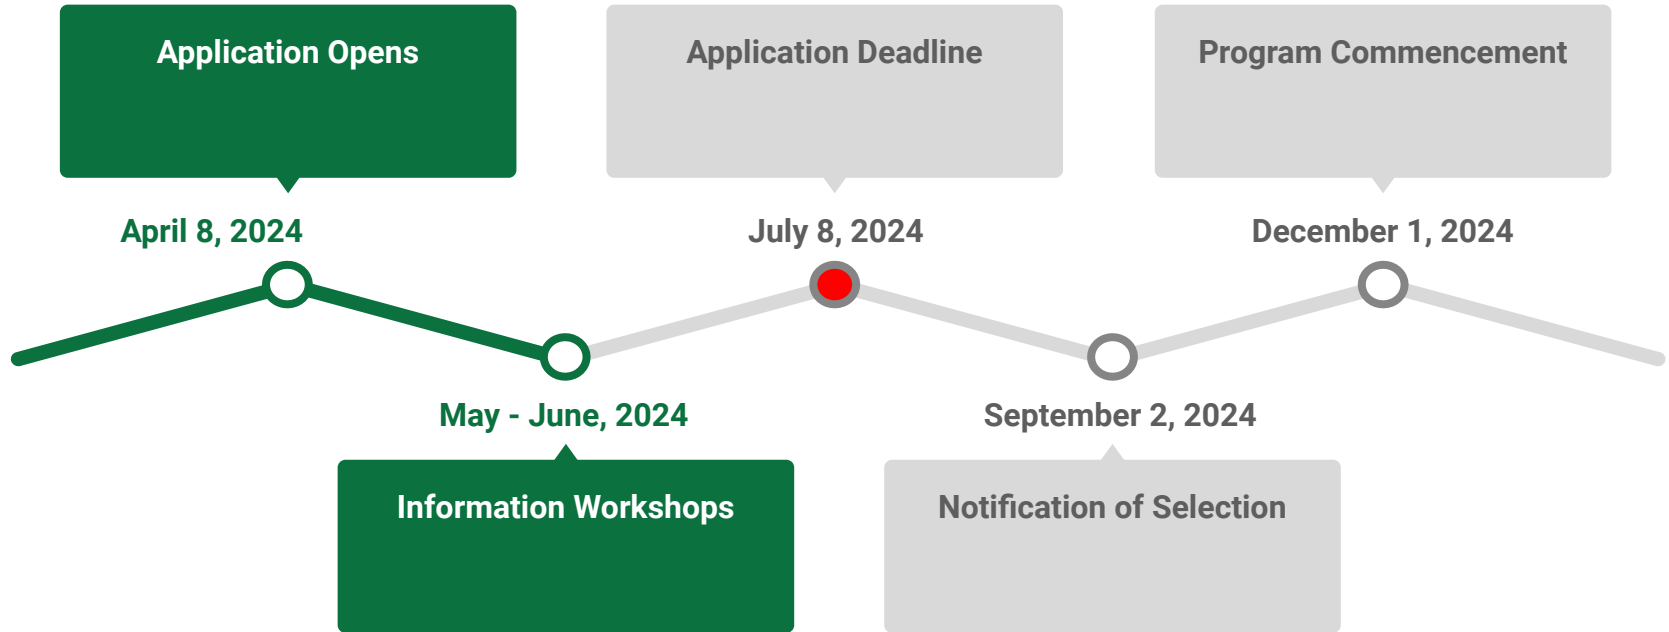 Application Opens
Application Deadline
Program Commencement
April 8, 2024
July 8, 2024
December 1, 2024
May - June, 2024
September 2, 2024
Information Workshops
Notification of Selection